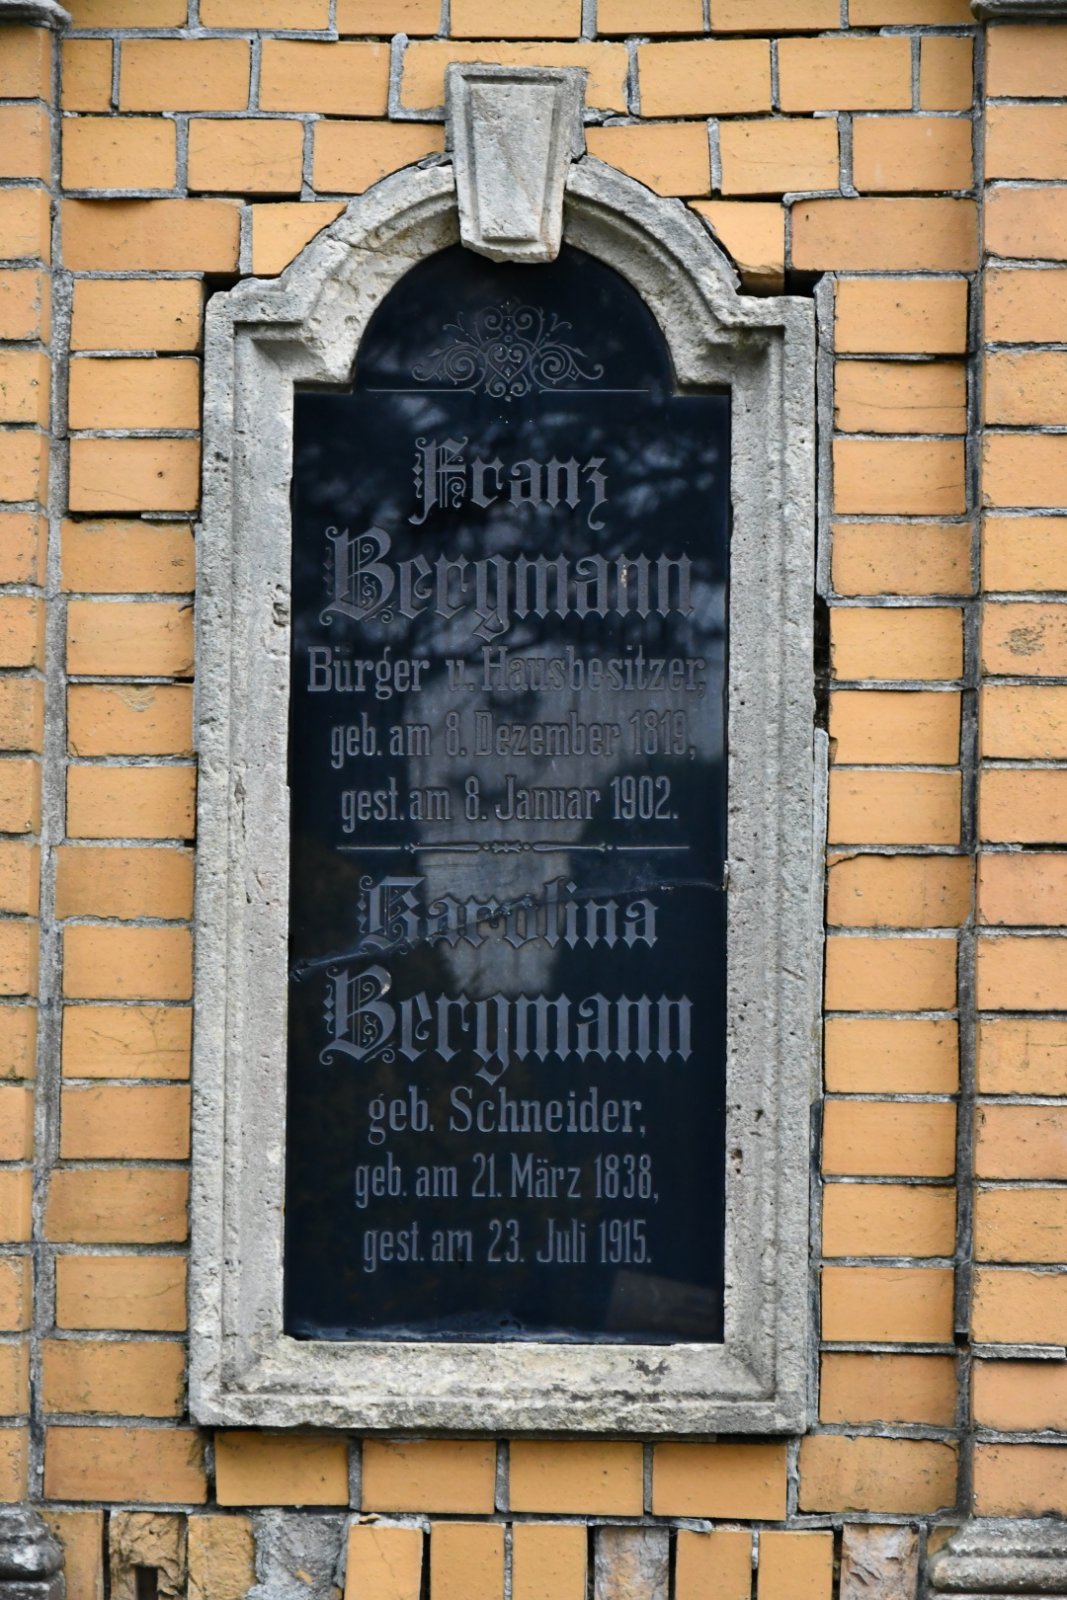 Franz
Bergmann
Bürger u. Hausbesitzer,
geb. am 8. Dezember 1819,
gest. am 8. Januar 1902.
Karolina
Bergmann
geb. Schneider,
geb. am 21. März 1838,
gest. am 23. Juli 1915.